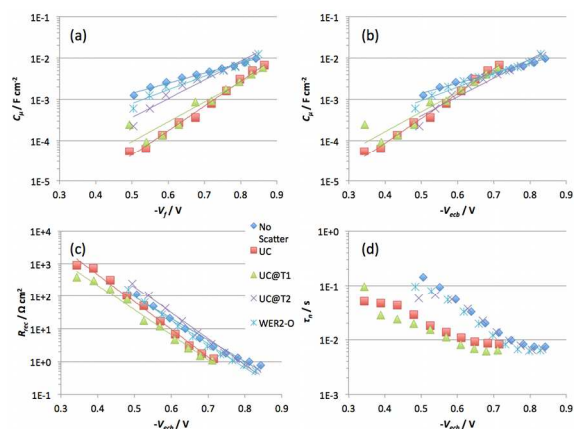 (a)
1E-1
1E-2
1E-3
1E-4
1E-5
Cμ / F cm-2
0.3 0.4 0.5 0.6 0.7 0.8 0.9
-Vf / V
(b)
1E-1
1E-2
1E-3
1E-4
1E-5
Cμ / F cm-2
0.3 0.4 0.5 0.6 0.7 0.8 0.9
-Vecb / V
(c)
1E+4
1E+3
1E+2
1E+1
1E+0
1E-1
Rrec / Ω cm2
0.3 0.4 0.5 0.6 0.7 0.8 0.9
-Vecb / V
No
Scatter
UC
UC@T1
UC@T2
WER2-O
(d)
1E+0
1E-1
1E-2
1E-3
τn / s
0.3 0.4 0.5 0.6 0.7 0.8 0.9
-Vecb / V